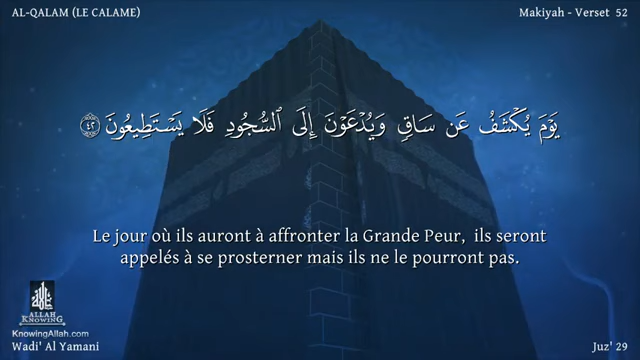 AL-QALAM (LE CALAME)
Makiyah - Verset 52
يَوْمَ يُكْشَفُ عَن سَاقٍ وَيُدْعَوْنَ إِلَى ٱلسُّجُودِ فَلَا يَسْتَطِيعُونَ ٤٢
Le jour où ils auront à affronter la Grande Peur, ils seront
appelés à se prosterner mais ils ne le pourront pas.
ALLAH
KNOWING
KnowingAllah.com
Wadi' Al Yamani
Juz' 29